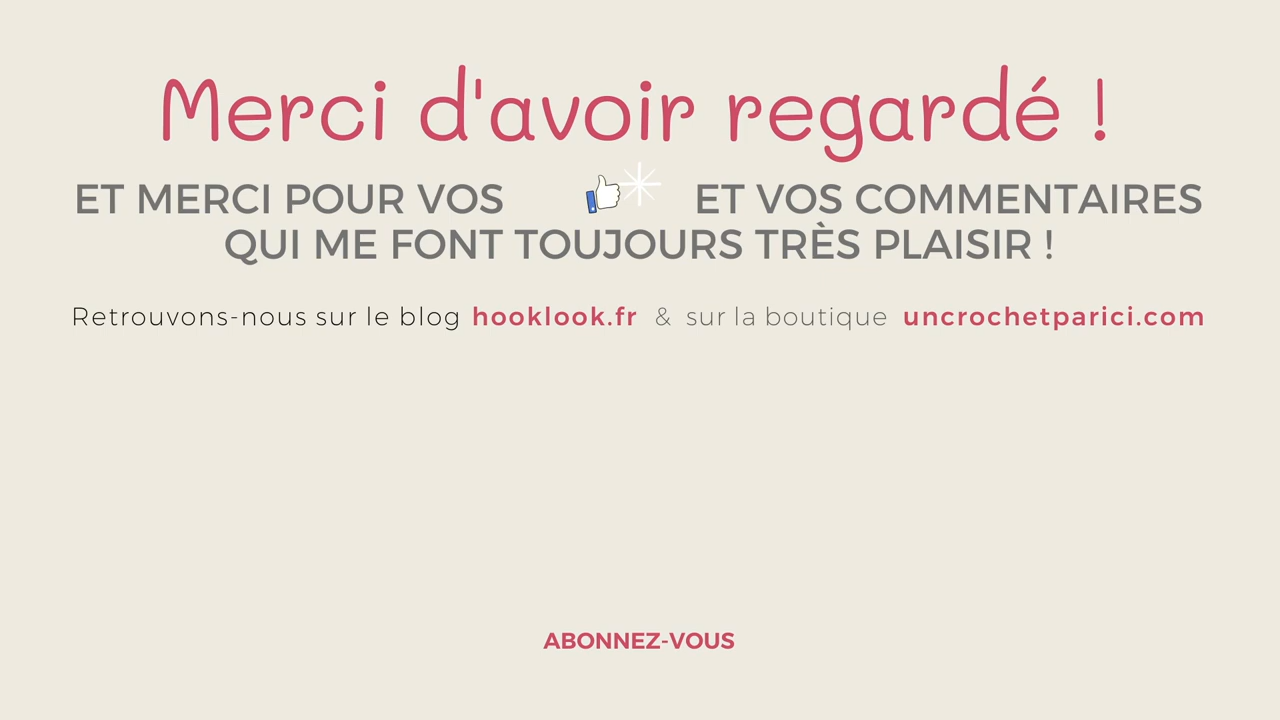 Merci d'avoir regardé !
ET MERCI POUR VOS ET VOS COMMENTAIRES
QUI ME FONT TOUJOURS TRÈS PLAISIR !
Retrouvons-nous sur le blog hooklook.fr & sur la boutique uncrochetparici.com
ABONNEZ-VOUS